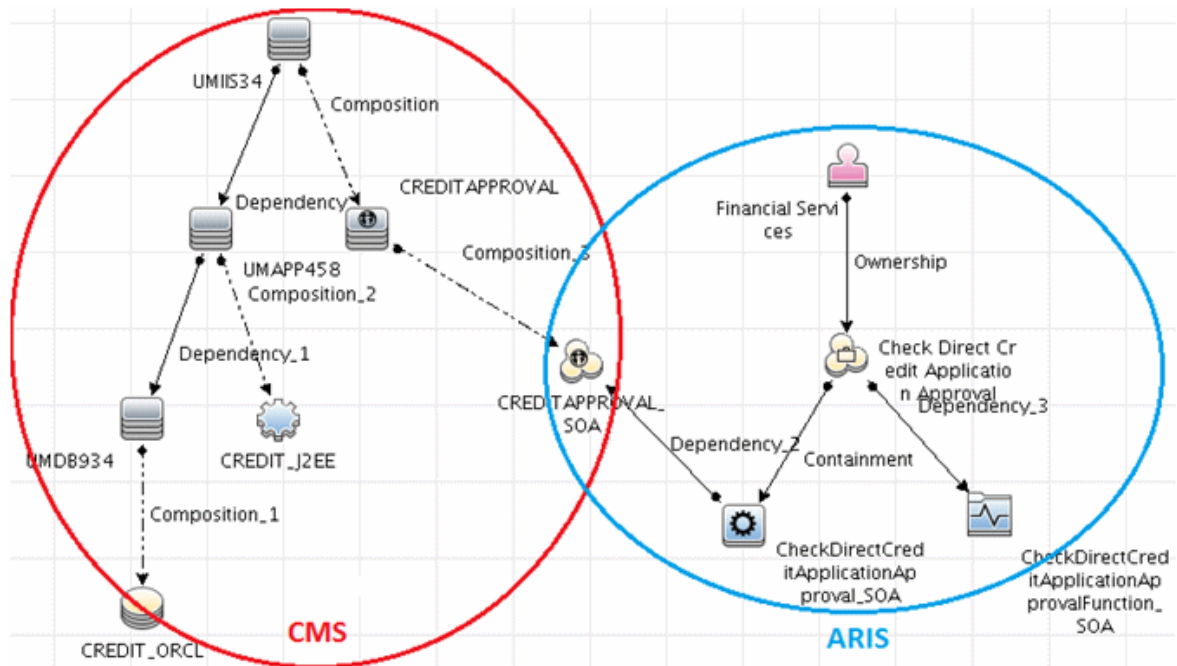 UMIIS34
Composition
CREDITAPPROVAL
Dependency
Financial Servi
ces
Composition_3
Ownership
UMAPP458
Composition_2
Dependency_1
Check Direct Cr
edit Applicatio
n Approval
Dependency_3
CREDITAPPROVAL_
SOA
UMDB934
CREDIT_J2EE
Dependency_2
Containment
Composition_1
CheckDirectCred
itApplicationAp
proval_SOA
CheckDirectCred
itApplicationAp
provalFunction_
SOA
CREDIT_ORCL
CMS
ARIS